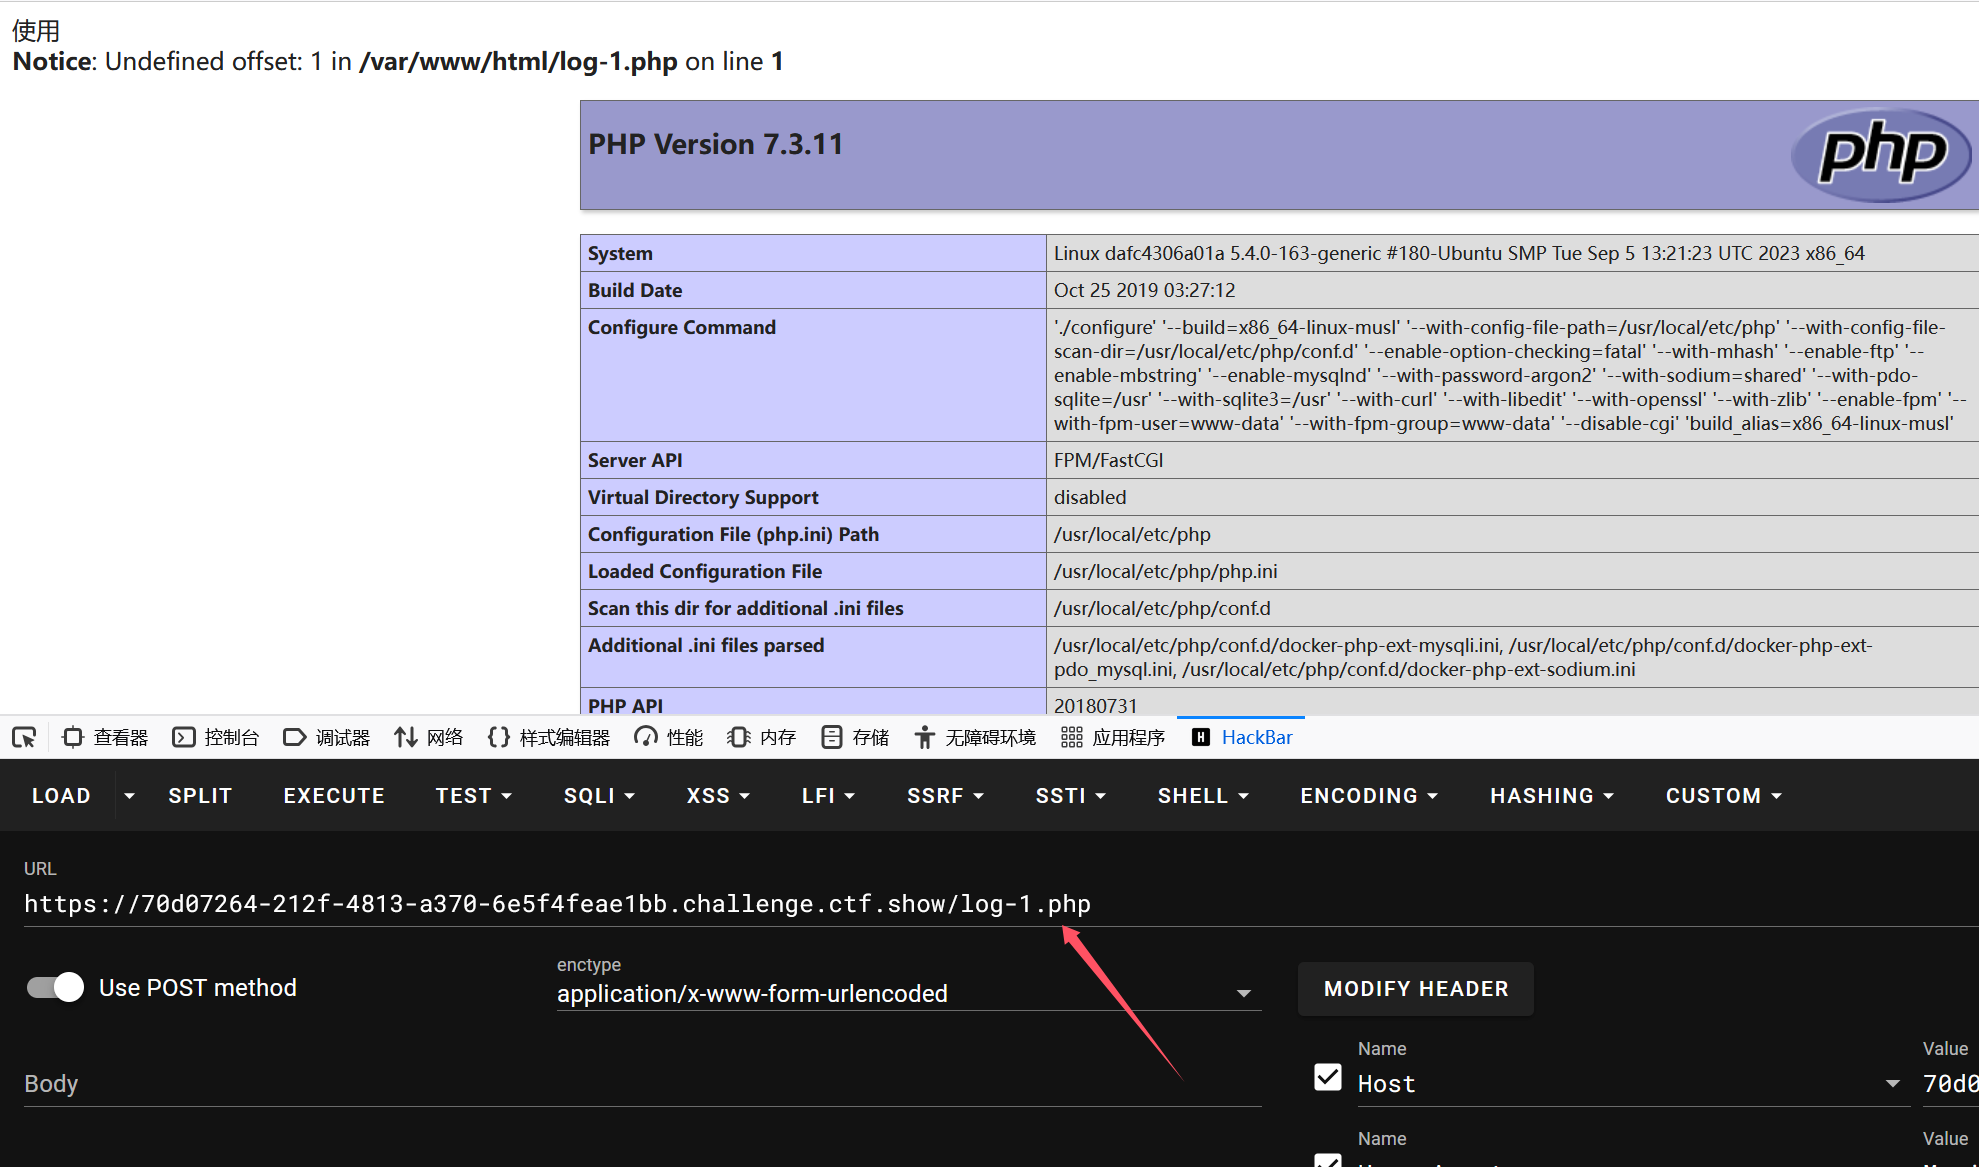 使用
Notice: Undefined offset: 1 in /var/www/html/log-1.php on line 1
PHP Version 7.3.11
php
System
Linux dafc4306a01a 5.4.0-163-generic #180-Ubuntu SMP Tue Sep 5 13:21:23 UTC 2023 x86_64
Build Date
Oct 25 2019 03:27:12
Configure Command
'./configure' '--build=x86_64-linux-musl' '--with-config-file-path=/usr/local/etc/php' '--with-config-file-
scan-dir=/usr/local/etc/php/conf.d' '--enable-option-checking=fatal' '--with-mhash' '--enable-ftp' '--
enable-mbstring' '--enable-mysqlnd' '--with-password-argon2' '--with-sodium=shared' '--with-pdo-
sqlite=/usr' '--with-sqlite3=/usr' '--with-curl' '--with-libedit' '--with-openssl' '--with-zlib' '--enable-fpm' '--
with-fpm-user=www-data' '--with-fpm-group=www-data' '--disable-cgi' 'build_alias=x86_64-linux-musl'
Server API
FPM/FastCGI
Virtual Directory Support
disabled
Configuration File (php.ini) Path
/usr/local/etc/php
Loaded Configuration File
/usr/local/etc/php/php.ini
Scan this dir for additional .ini files
/usr/local/etc/php/conf.d
Additional .ini files parsed
/usr/local/etc/php/conf.d/docker-php-ext-mysqli.ini, /usr/local/etc/php/conf.d/docker-php-ext-
pdo_mysql.ini, /usr/local/etc/php/conf.d/docker-php-ext-sodium.ini
PHP API
20180731
查看器 控制台 调试器 网络 样式编辑器 性能 内存 存储 无障碍环境 应用程序 HackBar
LOAD SPLIT EXECUTE TEST SQLI XSS LFI SSRF SSTI SHELL ENCODING HASHING CUSTOM
URL
https://70d07264-212f-4813-a370-6e5f4feae1bb.challenge.ctf.show/log-1.php
Use POST method
enctype
application/x-www-form-urlencoded
MODIFY HEADER
Body
Name
Value
Host
70d0
Name
Value